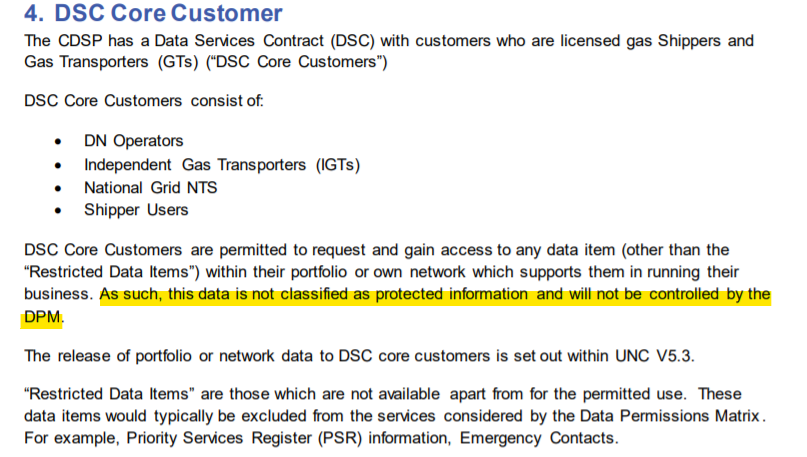 4. DSC Core Customer
The CDSP has a Data Services Contract (DSC) with customers who are licensed gas Shippers and
Gas Transporters (GTs) (“DSC Core Customers”)
DSC Core Customers consist of:
• DN Operators
• Independent Gas Transporters (IGTs)
• National Grid NTS
• Shipper Users
DSC Core Customers are permitted to request and gain access to any data item (other than the
“Restricted Data Items”) within their portfolio or own network which supports them in running their
business. As such, this data is not classified as protected information and will not be controlled by the
DPM.
The release of portfolio or network data to DSC core customers is set out within UNC V5.3.
“Restricted Data Items” are those which are not available apart from for the permitted use. These
data items would typically be excluded from the services considered by the Data Permissions Matrix.
For example, Priority Services Register (PSR) information, Emergency Contacts.